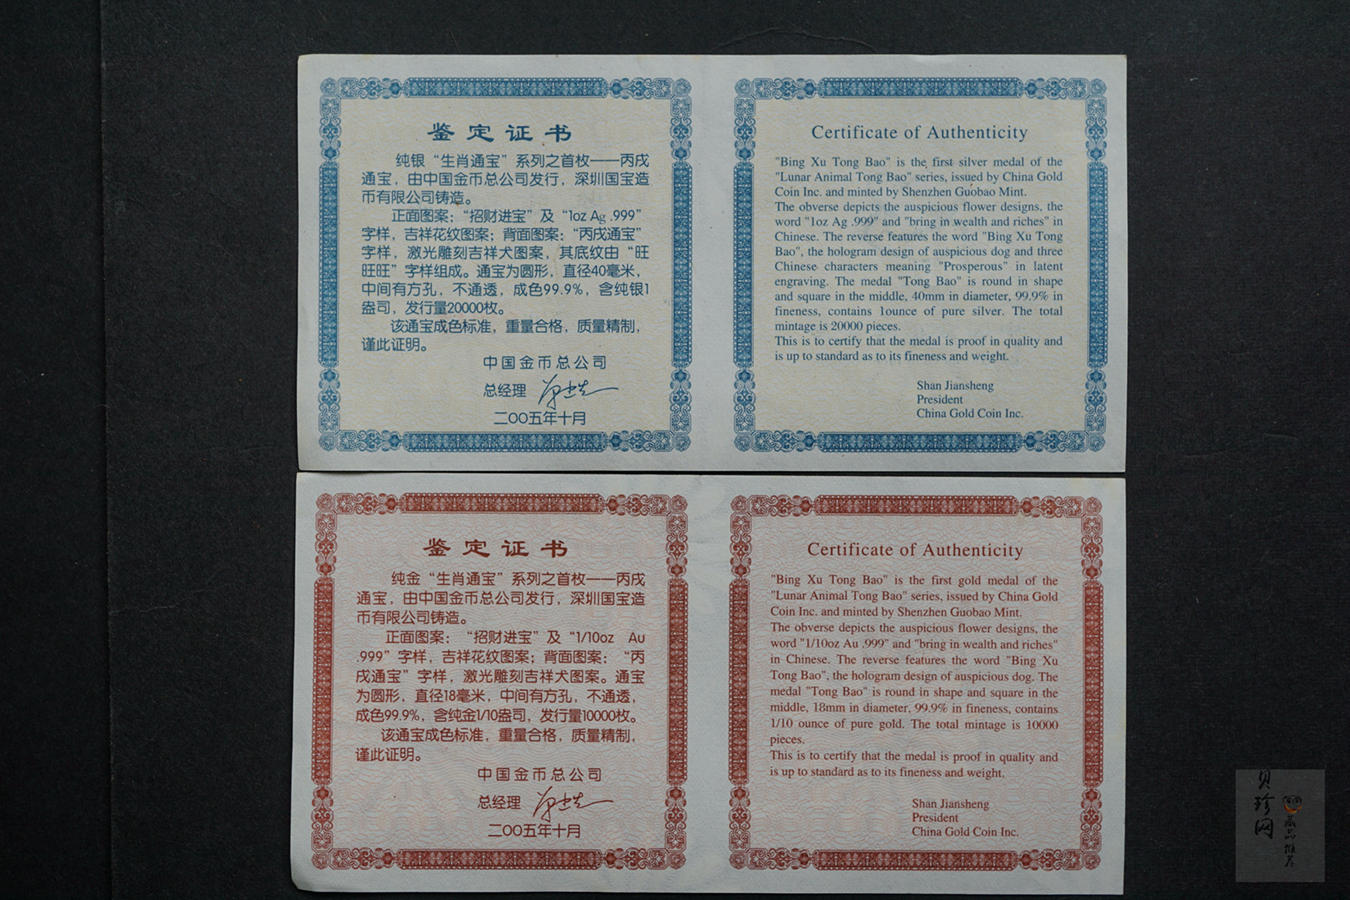 鉴定证书
纯银“生肖通宝”系列之首枚——丙戌
通宝，由中国金币总公司发行，深圳国宝造
币有限公司铸造。
正面图案：“招财进宝”及“1oz Ag .999”
字样，吉祥花纹图案；背面图案：“丙戌通宝”
字样，激光雕刻吉祥犬图案，其底纹由“旺
旺旺”字样组成。通宝为圆形，直径40毫米，
中间有方孔，不通透，成色99.9%，含纯银1
盎司，发行量20000枚。
该通宝成色标准，重量合格，质量精制，
谨此证明。
中国金币总公司
总经理
二〇〇五年十月
Certificate of Authenticity
"Bing Xu Tong Bao" is the first silver medal of the
"Lunar Animal Tong Bao" series, issued by China Gold
Coin Inc. and minted by Shenzhen Guobao Mint.
The obverse depicts the auspicious flower designs, the
word "1oz Ag .999" and "bring in wealth and riches" in
Chinese. The reverse features the word "Bing Xu Tong
Bao", the hologram design of auspicious dog and three
Chinese characters meaning "Prosperous" in latent
engraving. The medal "Tong Bao" is round in shape
and square in the middle, 40mm in diameter, 99.9% in
fineness, contains 1ounce of pure silver. The total
mintage is 20000 pieces.
This is to certify that the medal is proof in quality and
is up to standard as to its fineness and weight.
Shan Jiansheng
President
China Gold Coin Inc.
鉴定证书
纯金“生肖通宝”系列之首枚——丙戌
通宝，由中国金币总公司发行，深圳国宝造
币有限公司铸造。
正面图案：“招财进宝”及“1/10oz Au
.999”字样，吉祥花纹图案；背面图案：“丙
戌通宝”字样，激光雕刻吉祥犬图案。通宝
为圆形，直径18毫米，中间有方孔，不通透，
成色99.9%，含纯金1/10盎司，发行量10000枚。
该通宝成色标准，重量合格，质量精制，
谨此证明。
中国金币总公司
总经理
二〇〇五年十月
Certificate of Authenticity
"Bing Xu Tong Bao" is the first gold medal of the
"Lunar Animal Tong Bao" series, issued by China Gold
Coin Inc. and minted by Shenzhen Guobao Mint.
The obverse depicts the auspicious flower designs, the
word "1/10oz Au .999" and "bring in wealth and riches"
in Chinese. The reverse features the word "Bing Xu
Tong Bao", the hologram design of auspicious dog. The
medal "Tong Bao" is round in shape and square in the
middle, 18mm in diameter, 99.9% in fineness, contains
1/10 ounce of pure gold. The total mintage is 10000
pieces.
This is to certify that the medal is proof in quality and
is up to standard as to its fineness and weight.
Shan Jiansheng
President
China Gold Coin Inc.
贝珍网
藏品推荐